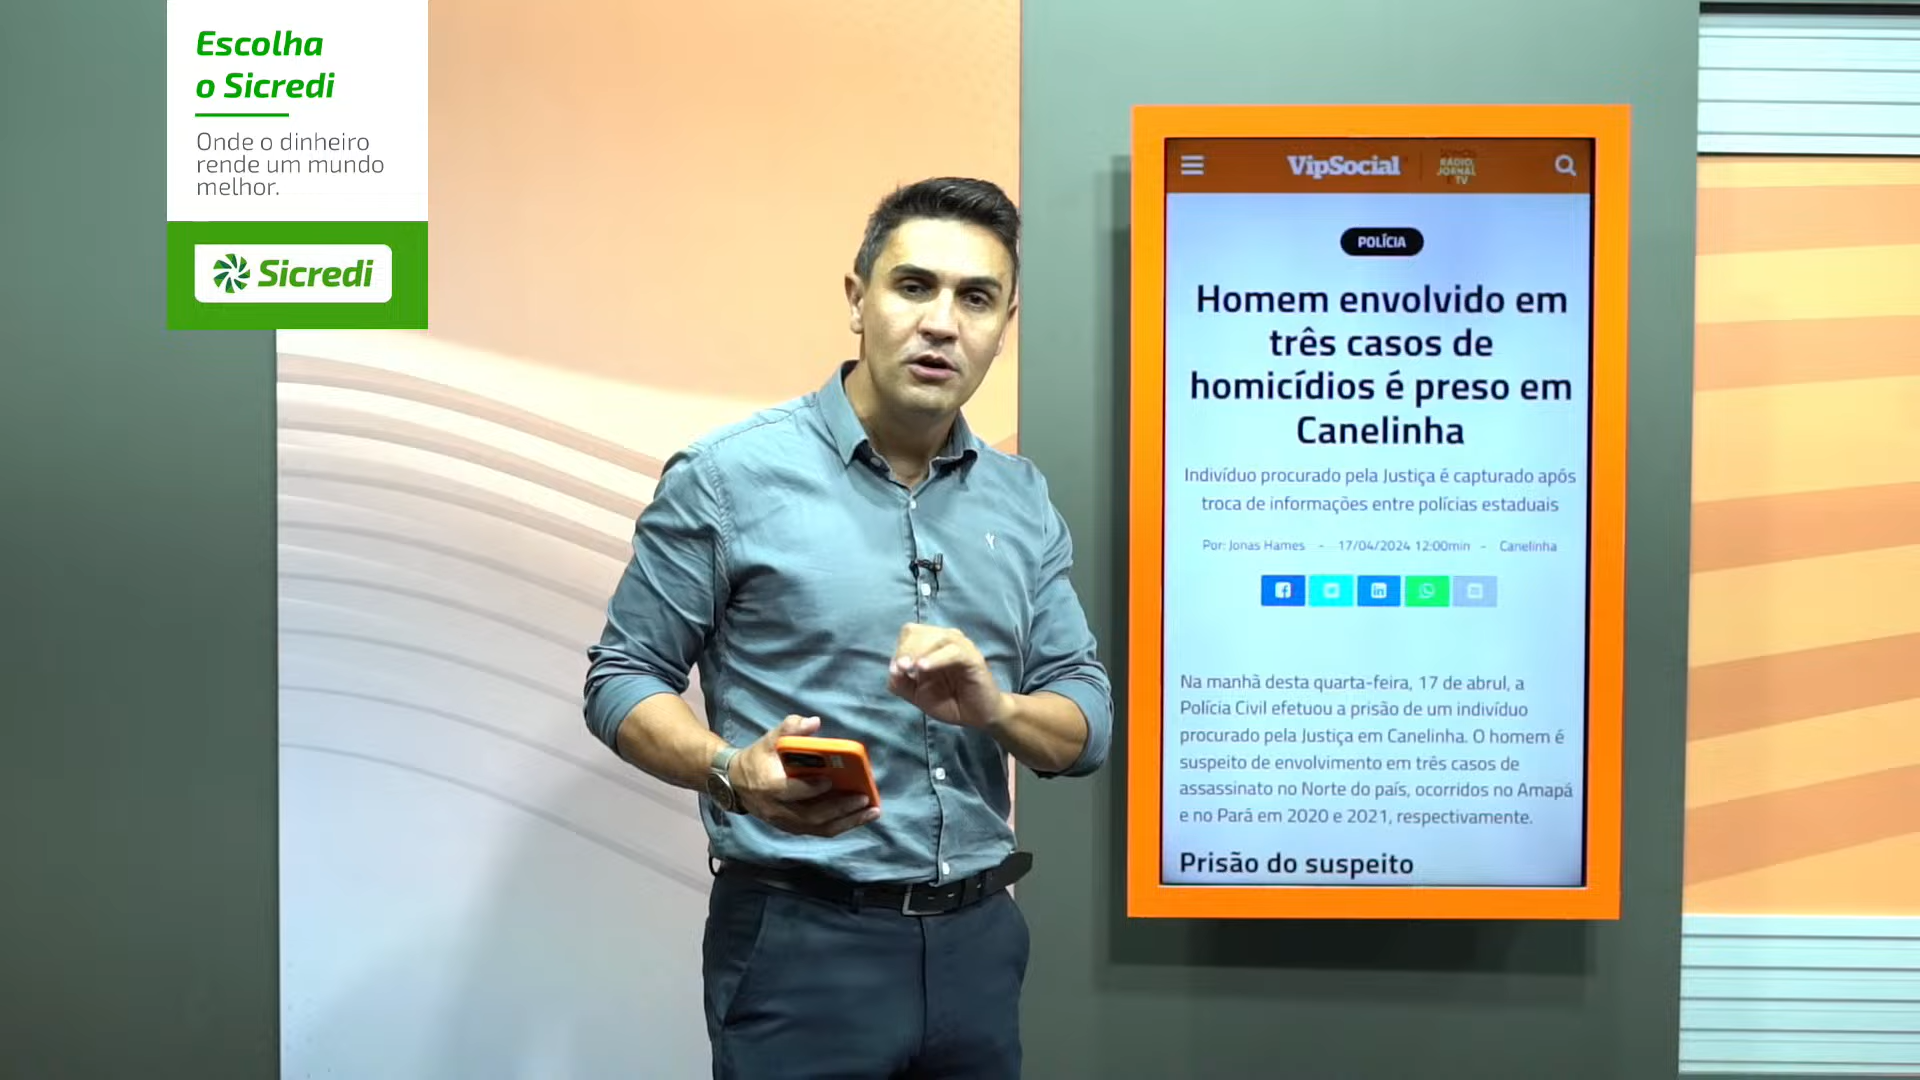 Escolha
o Sicredi
Onde o dinheiro
rende um mundo
melhor.
Sicredi
VipSocial
RÁDIO,
JORNAL
E TV
POLÍCIA
Homem envolvido em
três casos de
homicídios é preso em
Canelinha
Indivíduo procurado pela Justiça é capturado após
troca de informações entre polícias estaduais
Por: Jonas Hames - 17/04/2024 12:00min - Canelinha
Na manhã desta quarta-feira, 17 de abrul, a
Polícia Civil efetuou a prisão de um indivíduo
procurado pela Justiça em Canelinha. O homem é
suspeito de envolvimento em três casos de
assassinato no Norte do país, ocorridos no Amapá
e no Pará em 2020 e 2021, respectivamente.
Prisão do suspeito